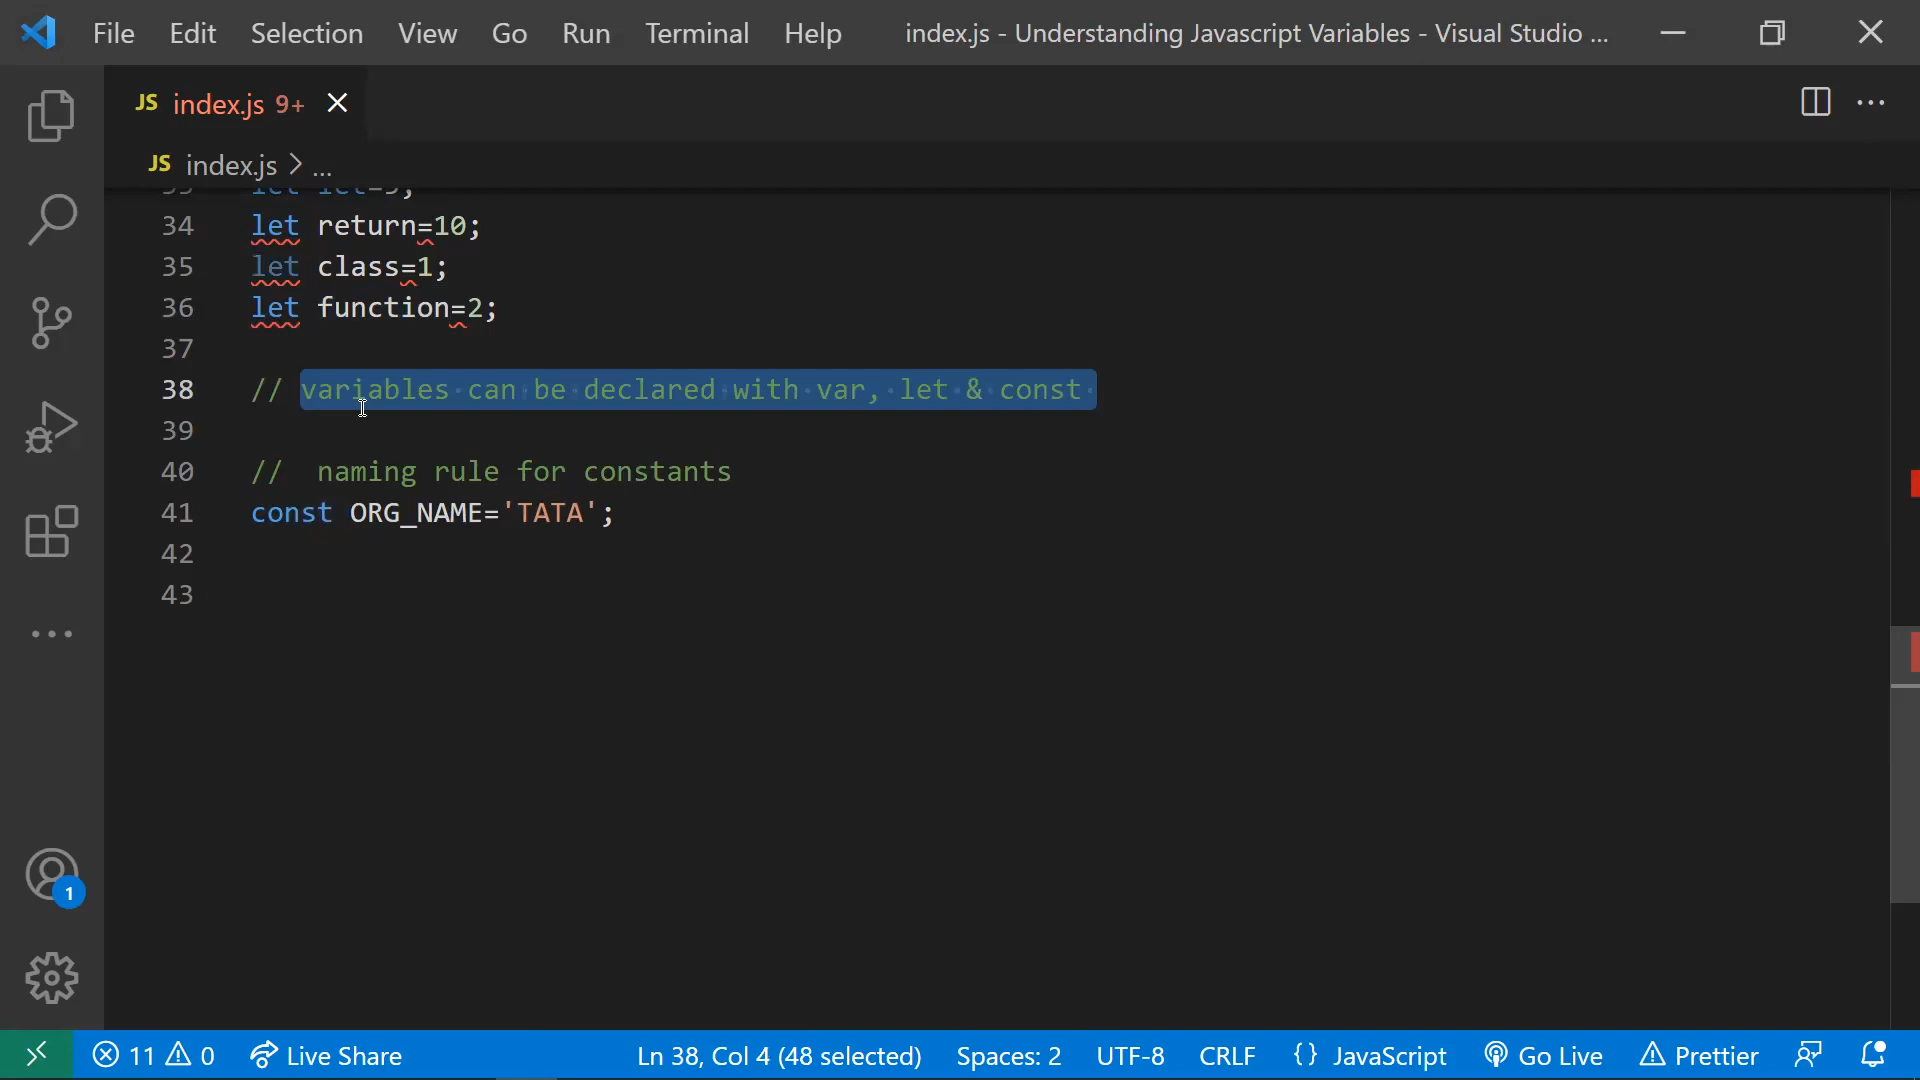 File Edit Selection View Go Run Terminal Help index.js - Understanding Javascript Variables - Visual Studio ...
JS index.js 9+
JS index.js > ...
34 let return=10;
35 let class=1;
36 let function=2;
37
38 // variables can be declared with var, let & const
39
40 //  naming rule for constants
41 const ORG_NAME='TATA';
42
43
1
11 0 Live Share Ln 38, Col 4 (48 selected) Spaces: 2 UTF-8 CRLF {} JavaScript Go Live Prettier